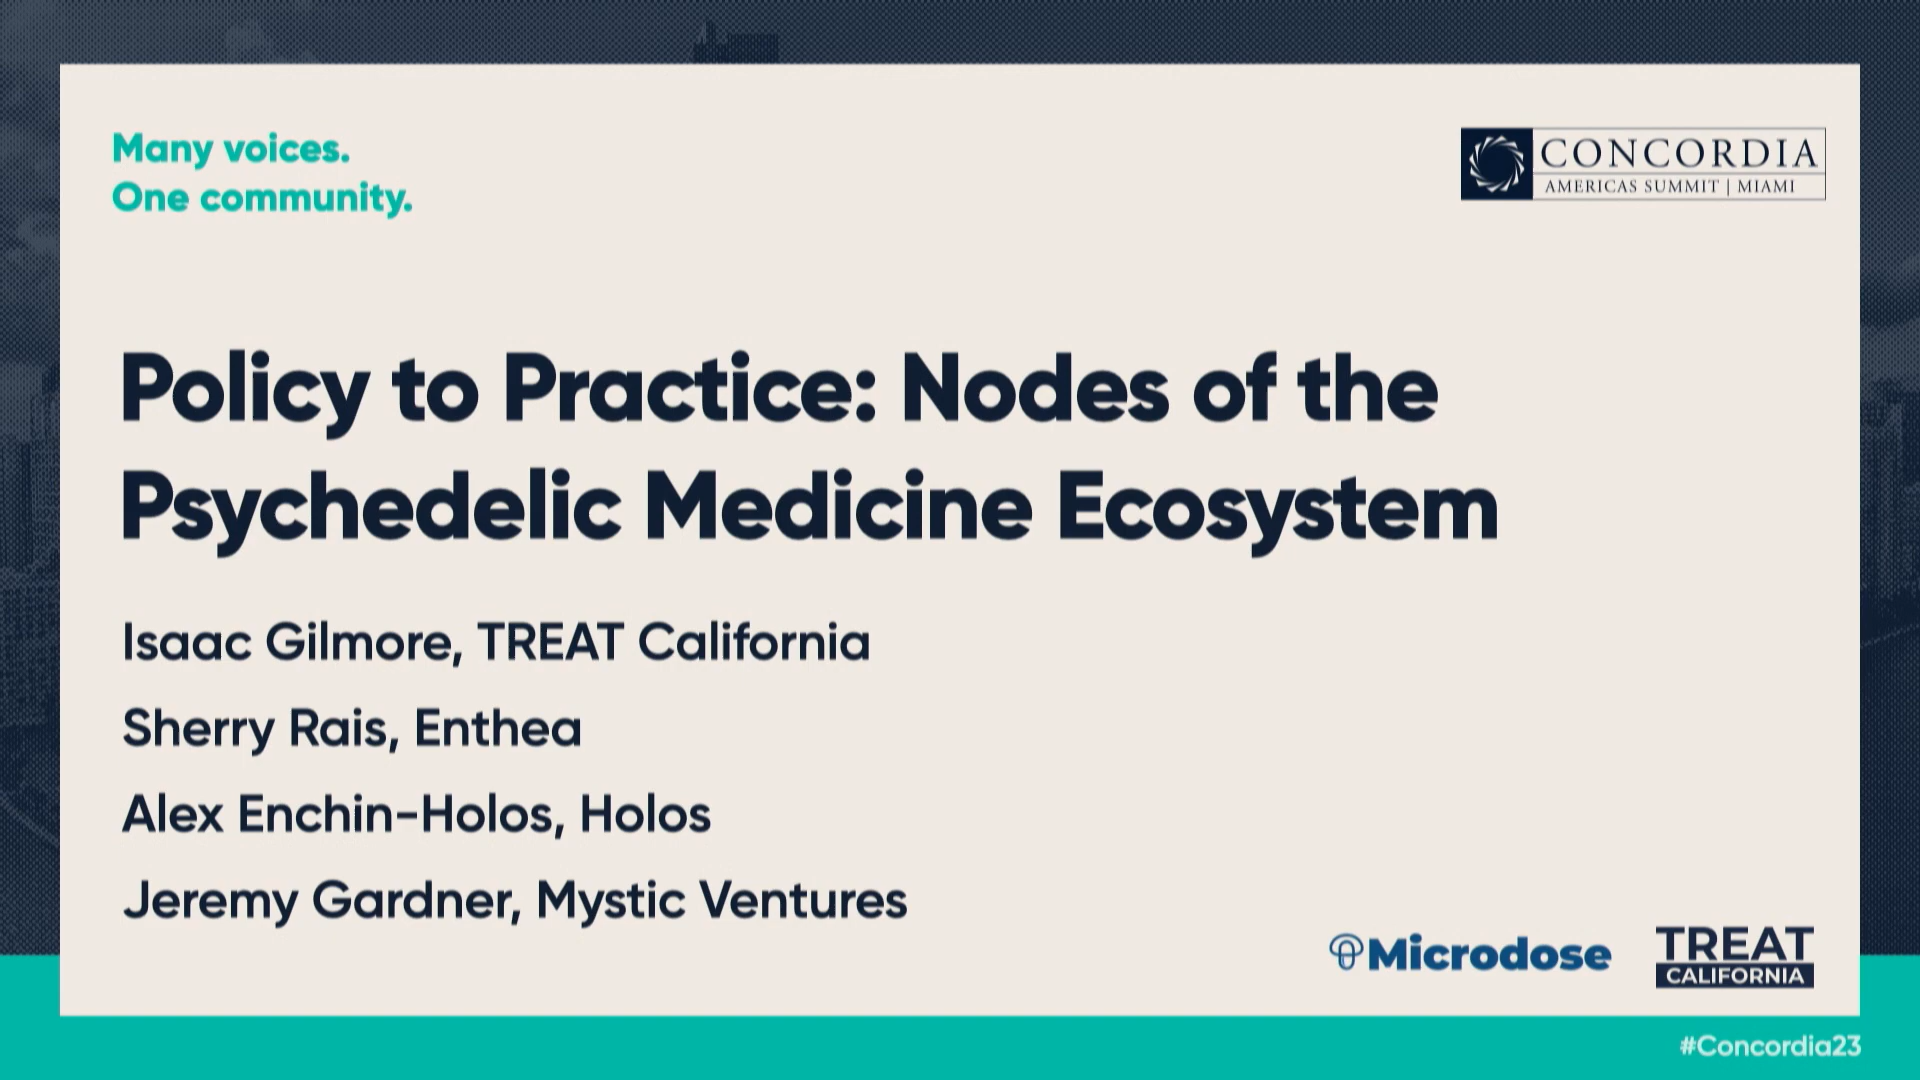 Many voices.
One community.
CONCORDIA
AMERICAS SUMMIT | MIAMI
Policy to Practice: Nodes of the
Psychedelic Medicine Ecosystem
Isaac Gilmore, TREAT California
Sherry Rais, Enthea
Alex Enchin-Holos, Holos
Jeremy Gardner, Mystic Ventures
Microdose
TREAT
CALIFORNIA
#Concordia23